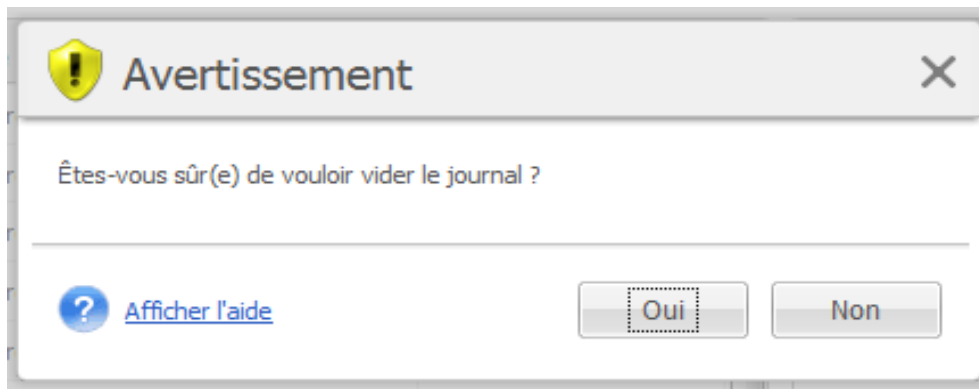 Avertissement
Êtes-vous sûr(e) de vouloir vider le journal ?
Afficher l'aide
Oui
Non